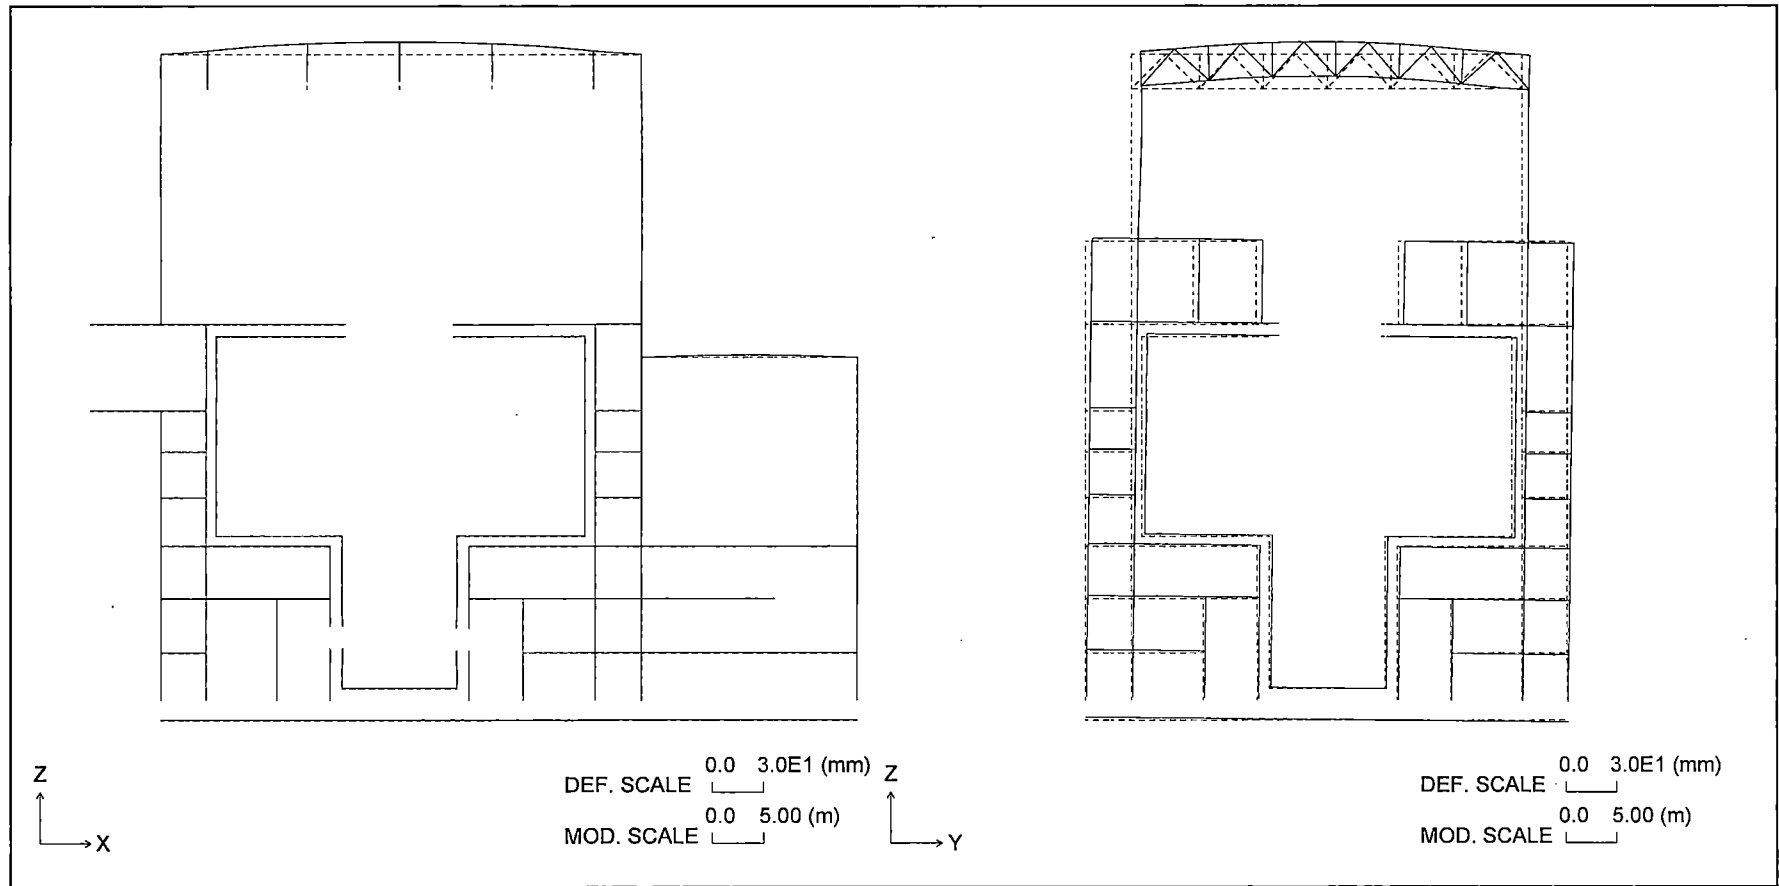 Z
X
0.0 3.0E1 (mm)
DEF. SCALE
0.0 5.00 (m)
MOD. SCALE
Z
Y
0.0 3.0E1 (mm)
DEF. SCALE
0.0 5.00 (m)
MOD. SCALE